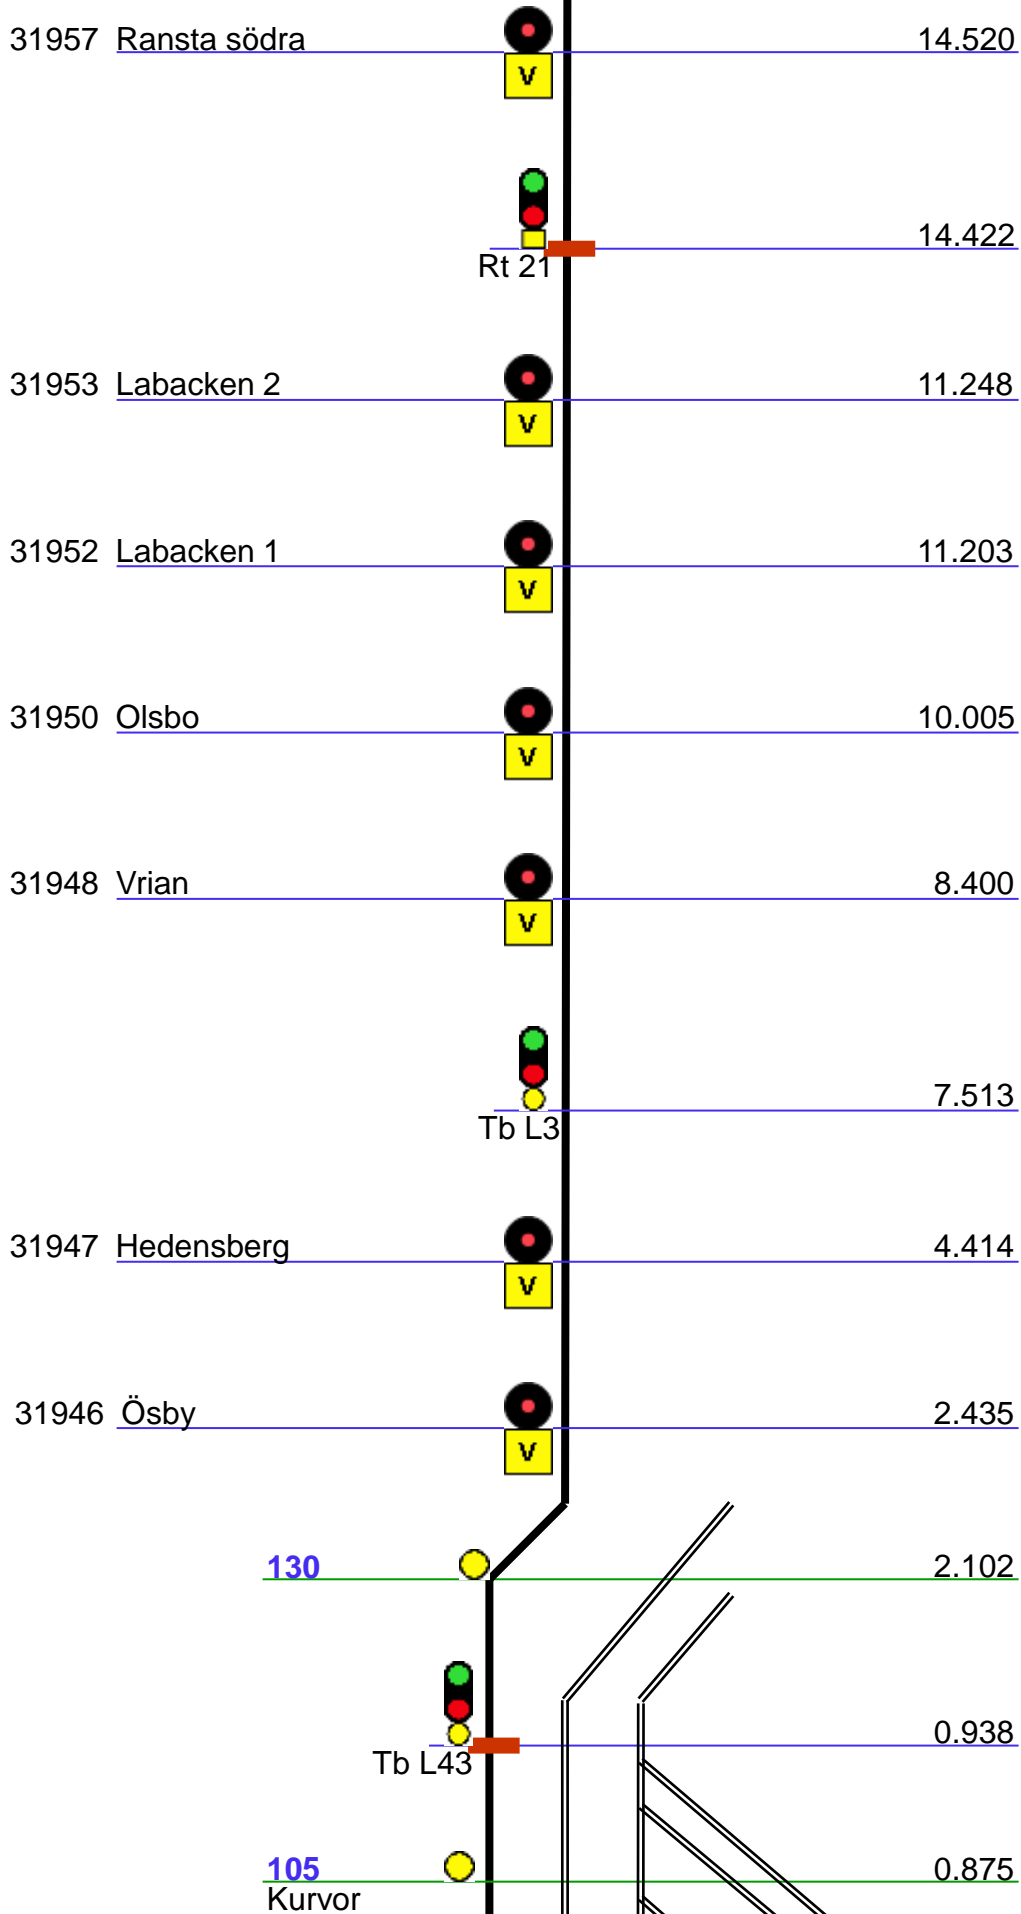 31957 Ransta södra 14.520
V
14.422
Rt 21
31953 Labacken 2 11.248
V
31952 Labacken 1 11.203
V
31950 Olsbo 10.005
V
31948 Vrian 8.400
V
7.513
Tb L3
31947 Hedensberg 4.414
V
31946 Ösby 2.435
V
130 2.102
0.938
Tb L43
105 0.875
Kurvor